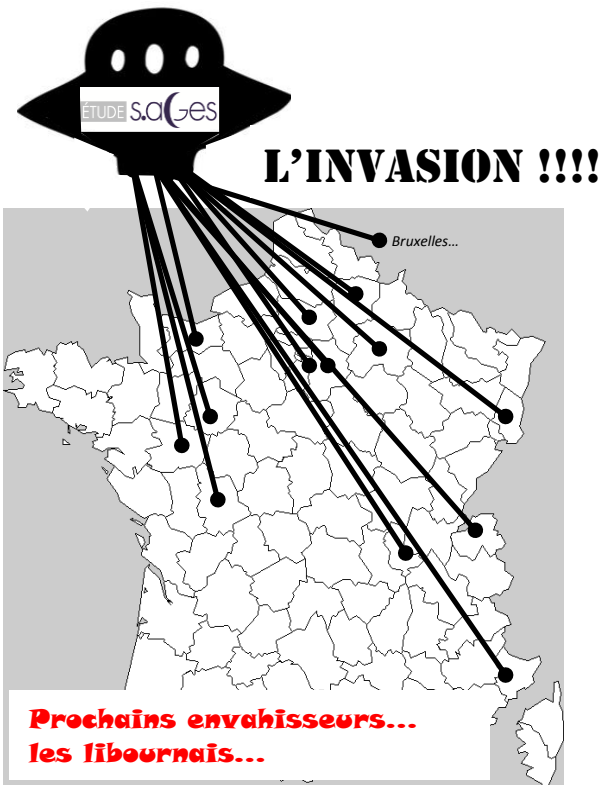 ÉTUDE s.aGes
L'INVASION !!!!
Bruxelles...
Prochains envahisseurs...
les libournais...